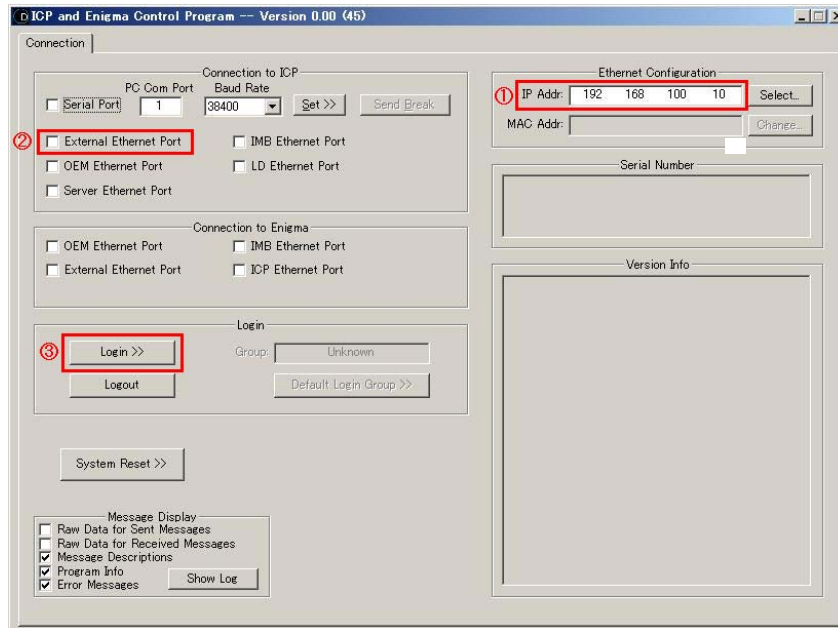 ICP and Enigma Control Program -- Version 0.00 (45)
Connection
Connection to ICP
PC Com Port Baud Rate
Serial Port 1 38400 Set >> Send Break
② External Ethernet Port IMB Ethernet Port
OEM Ethernet Port LD Ethernet Port
Server Ethernet Port
Connection to Enigma
OEM Ethernet Port IMB Ethernet Port
External Ethernet Port ICP Ethernet Port
Login
③ Login >> Group: Unknown
Logout Default Login Group >>
System Reset >>
Message Display
Raw Data for Sent Messages
Raw Data for Received Messages
Message Descriptions
Program Info
Error Messages Show Log
Ethernet Configuration
① IP Addr: 192 168 100 10 Select...
MAC Addr: Change...
Serial Number
Version Info